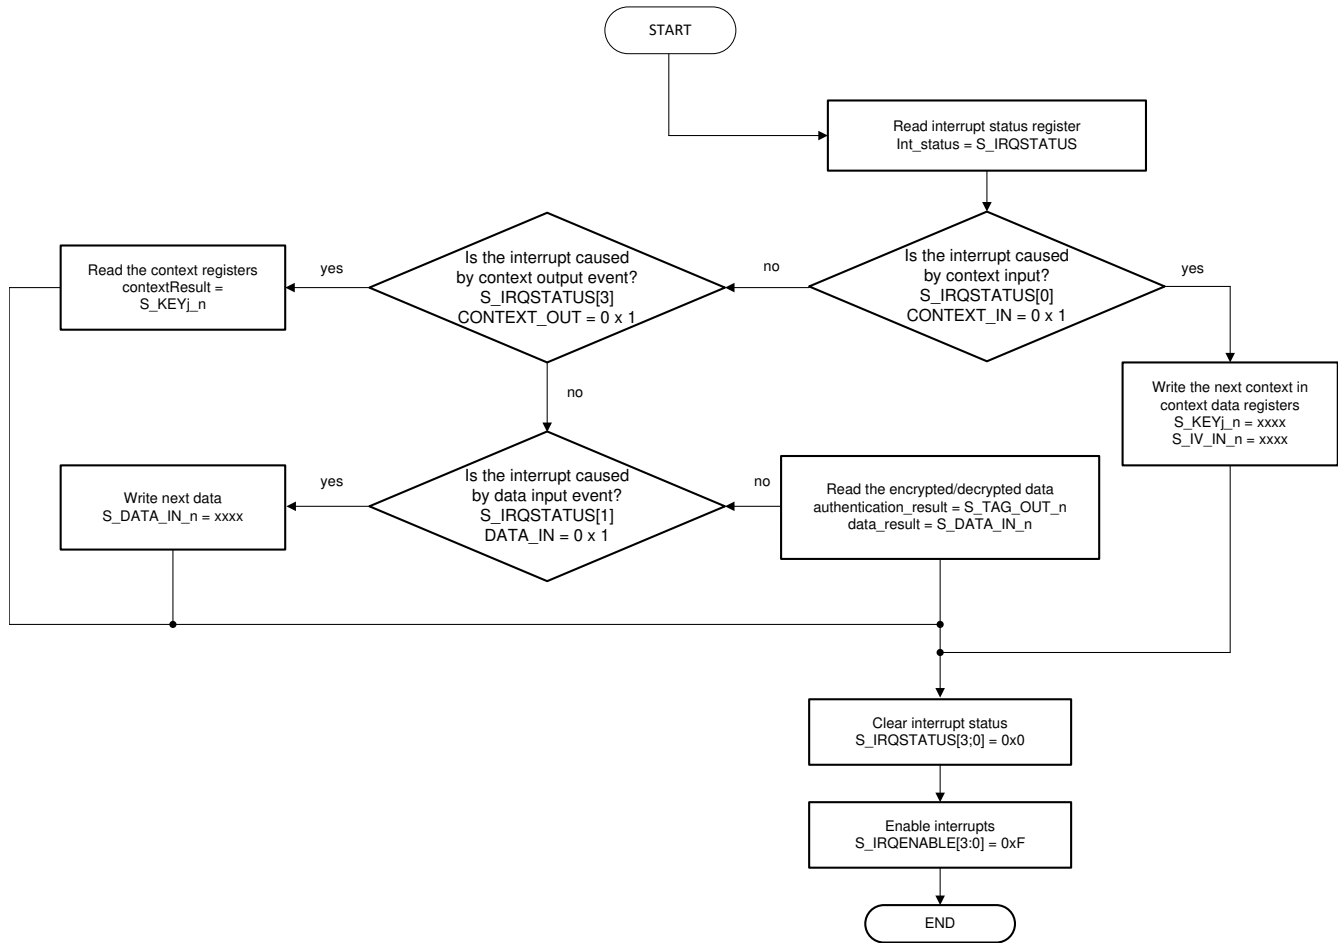 START
Read interrupt status register
Int_status = S_IRQSTATUS
Is the interrupt caused
by context input?
S_IRQSTATUS[0]
CONTEXT_IN = 0 x 1
no
yes
Is the interrupt caused
by context output event?
S_IRQSTATUS[3]
CONTEXT_OUT = 0 x 1
yes
no
Read the context registers
contextResult =
S_KEYj_n
Write the next context in
context data registers
S_KEYj_n = xxxx
S_IV_IN_n = xxxx
Is the interrupt caused
by data input event?
S_IRQSTATUS[1]
DATA_IN = 0 x 1
yes
no
Write next data
S_DATA_IN_n = xxxx
Read the encrypted/decrypted data
authentication_result = S_TAG_OUT_n
data_result = S_DATA_IN_n
Clear interrupt status
S_IRQSTATUS[3;0] = 0x0
Enable interrupts
S_IRQENABLE[3:0] = 0xF
END